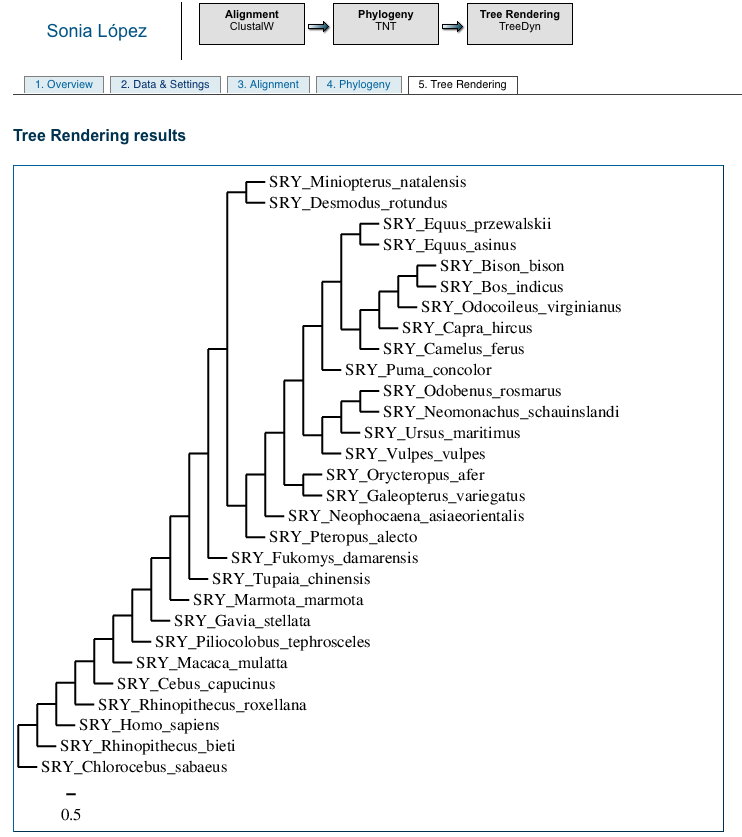 Sonia López
Alignment
ClustalW
Phylogeny
TNT
Tree Rendering
TreeDyn
1. Overview
2. Data & Settings
3. Alignment
4. Phylogeny
5. Tree Rendering
Tree Rendering results
SRY_Miniopterus_natalensis
SRY_Desmodus_rotundus
SRY_Equus_przewalskii
SRY_Equus_asinus
SRY_Bison_bison
SRY_Bos_indicus
SRY_Odocoileus_virginianus
SRY_Capra_hircus
SRY_Camelus_ferus
SRY_Puma_concolor
SRY_Odobenus_rosmarus
SRY_Neomonachus_schauinslandi
SRY_Ursus_maritimus
SRY_Vulpes_vulpes
SRY_Orycteropus_afer
SRY_Galeopterus_variegatus
SRY_Neophocaena_asiaeorientalis
SRY_Pteropus_alecto
SRY_Fukomys_damarensis
SRY_Tupaia_chinensis
SRY_Marmota_marmota
SRY_Gavia_stellata
SRY_Piliocolobus_tephrosceles
SRY_Macaca_mulatta
SRY_Cebus_capucinus
SRY_Rhinopithecus_roxellana
SRY_Homo_sapiens
SRY_Rhinopithecus_bieti
SRY_Chlorocebus_sabaeus
0.5